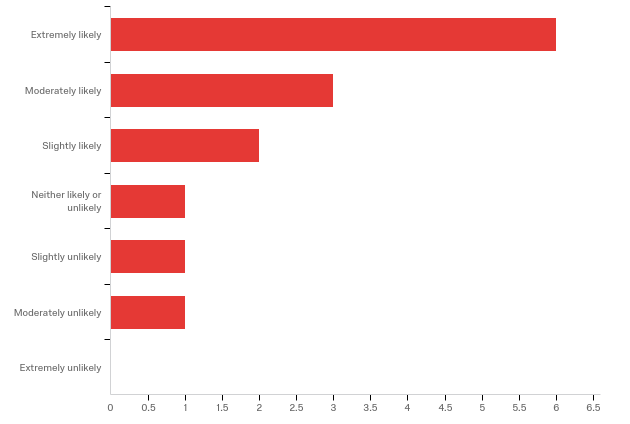 Extremely likely
Moderately likely
Slightly likely
Neither likely or
unlikely
Slightly unlikely
Moderately unlikely
Extremely unlikely
0 0.5 1 1.5 2 2.5 3 3.5 4 4.5 5 5.5 6 6.5